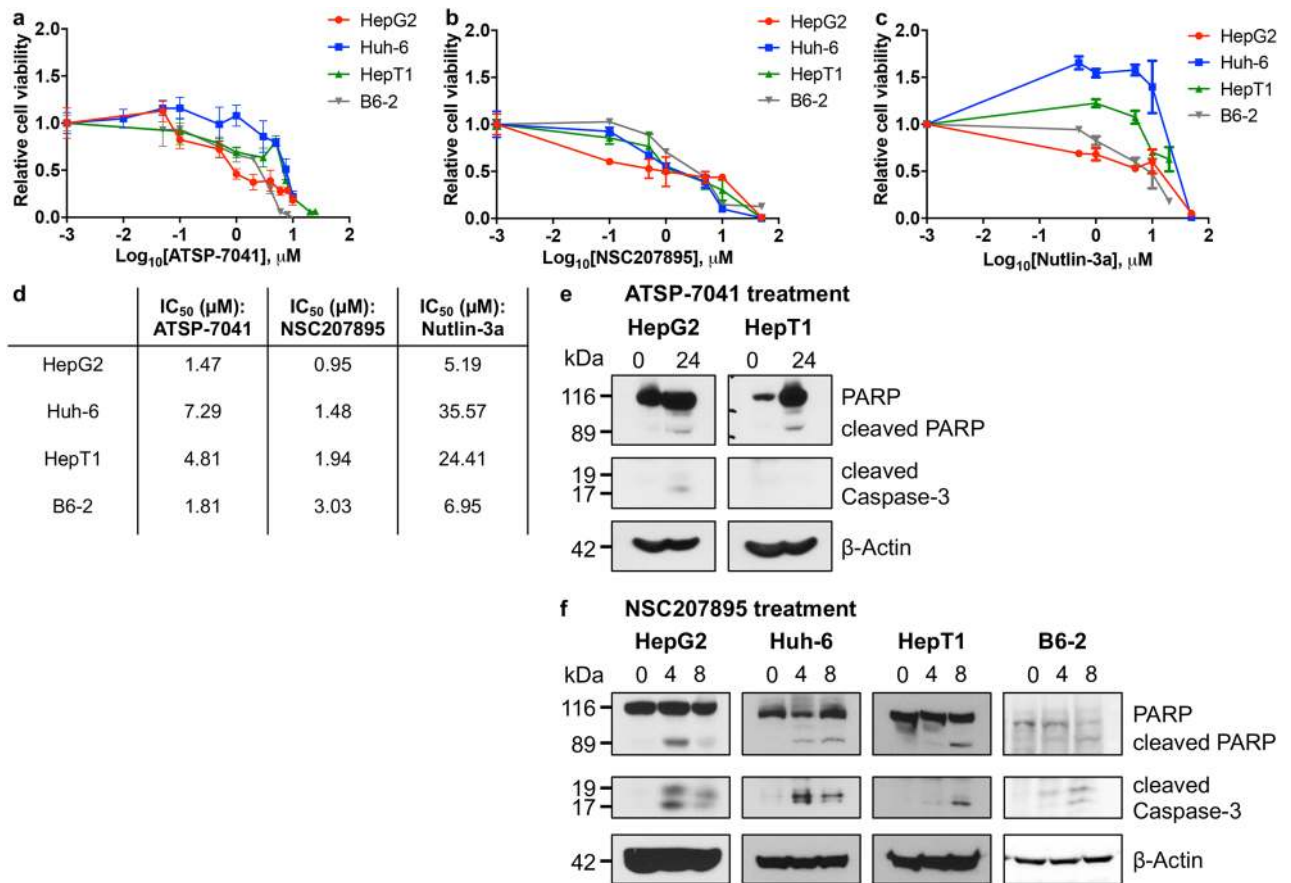 a
HepG2
Huh-6
HepT1
B6-2
Relative cell viability
2.0
1.5
1.0
0.5
0.0
-3 -2 -1 0 1 2
Log10[ATSP-7041], μM
b
HepG2
Huh-6
HepT1
B6-2
Relative cell viability
2.0
1.5
1.0
0.5
0.0
-3 -2 -1 0 1 2
Log10[NSC207895], μM
c
HepG2
Huh-6
HepT1
B6-2
Relative cell viability
2.0
1.5
1.0
0.5
0.0
-3 -2 -1 0 1 2
Log10[Nutlin-3a], μM
d
IC50 (μM): ATSP-7041 IC50 (μM): NSC207895 IC50 (μM): Nutlin-3a
HepG2 1.47 0.95 5.19
Huh-6 7.29 1.48 35.57
HepT1 4.81 1.94 24.41
B6-2 1.81 3.03 6.95
e ATSP-7041 treatment
HepG2 HepT1
kDa 0 24 0 24
116 PARP
89 cleaved PARP
19 cleaved
17 Caspase-3
42 β-Actin
f NSC207895 treatment
HepG2 Huh-6 HepT1 B6-2
kDa 0 4 8 0 4 8 0 4 8 0 4 8
116 PARP
89 cleaved PARP
19 cleaved
17 Caspase-3
42 β-Actin